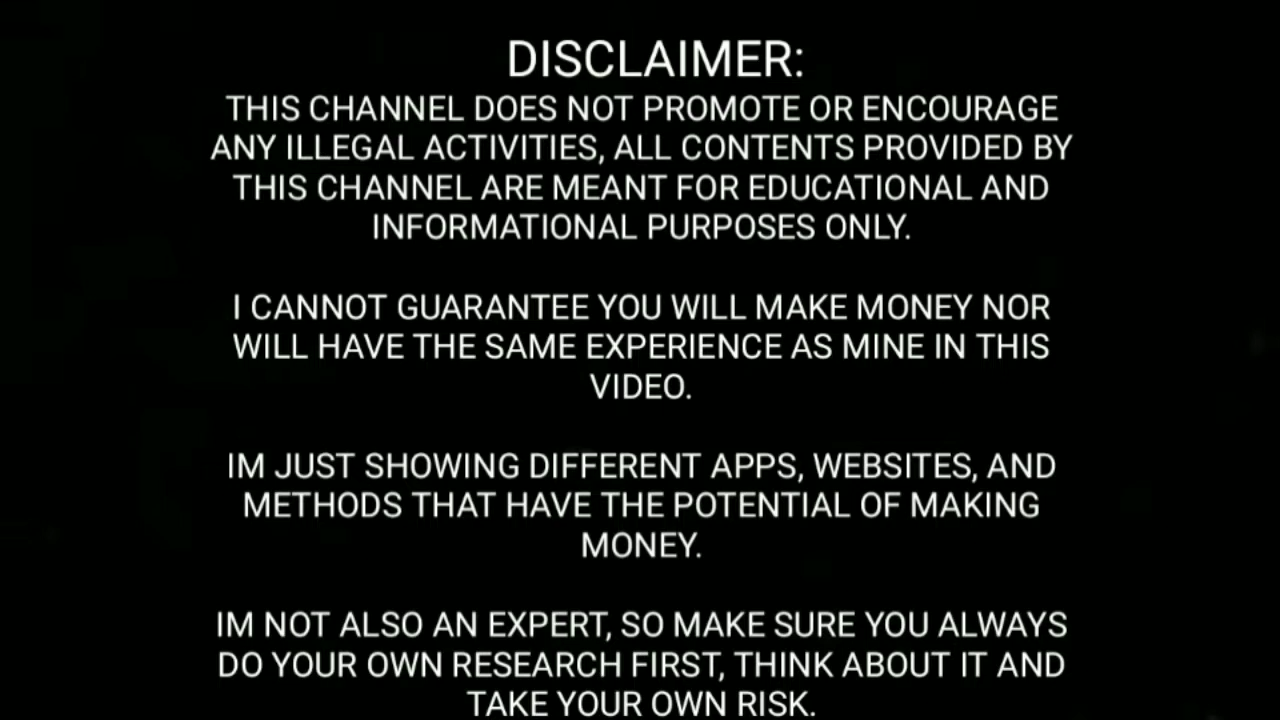 DISCLAIMER:
THIS CHANNEL DOES NOT PROMOTE OR ENCOURAGE
ANY ILLEGAL ACTIVITIES, ALL CONTENTS PROVIDED BY
THIS CHANNEL ARE MEANT FOR EDUCATIONAL AND
INFORMATIONAL PURPOSES ONLY.
I CANNOT GUARANTEE YOU WILL MAKE MONEY NOR
WILL HAVE THE SAME EXPERIENCE AS MINE IN THIS
VIDEO.
IM JUST SHOWING DIFFERENT APPS, WEBSITES, AND
METHODS THAT HAVE THE POTENTIAL OF MAKING
MONEY.
IM NOT ALSO AN EXPERT, SO MAKE SURE YOU ALWAYS
DO YOUR OWN RESEARCH FIRST, THINK ABOUT IT AND
TAKE YOUR OWN RISK.